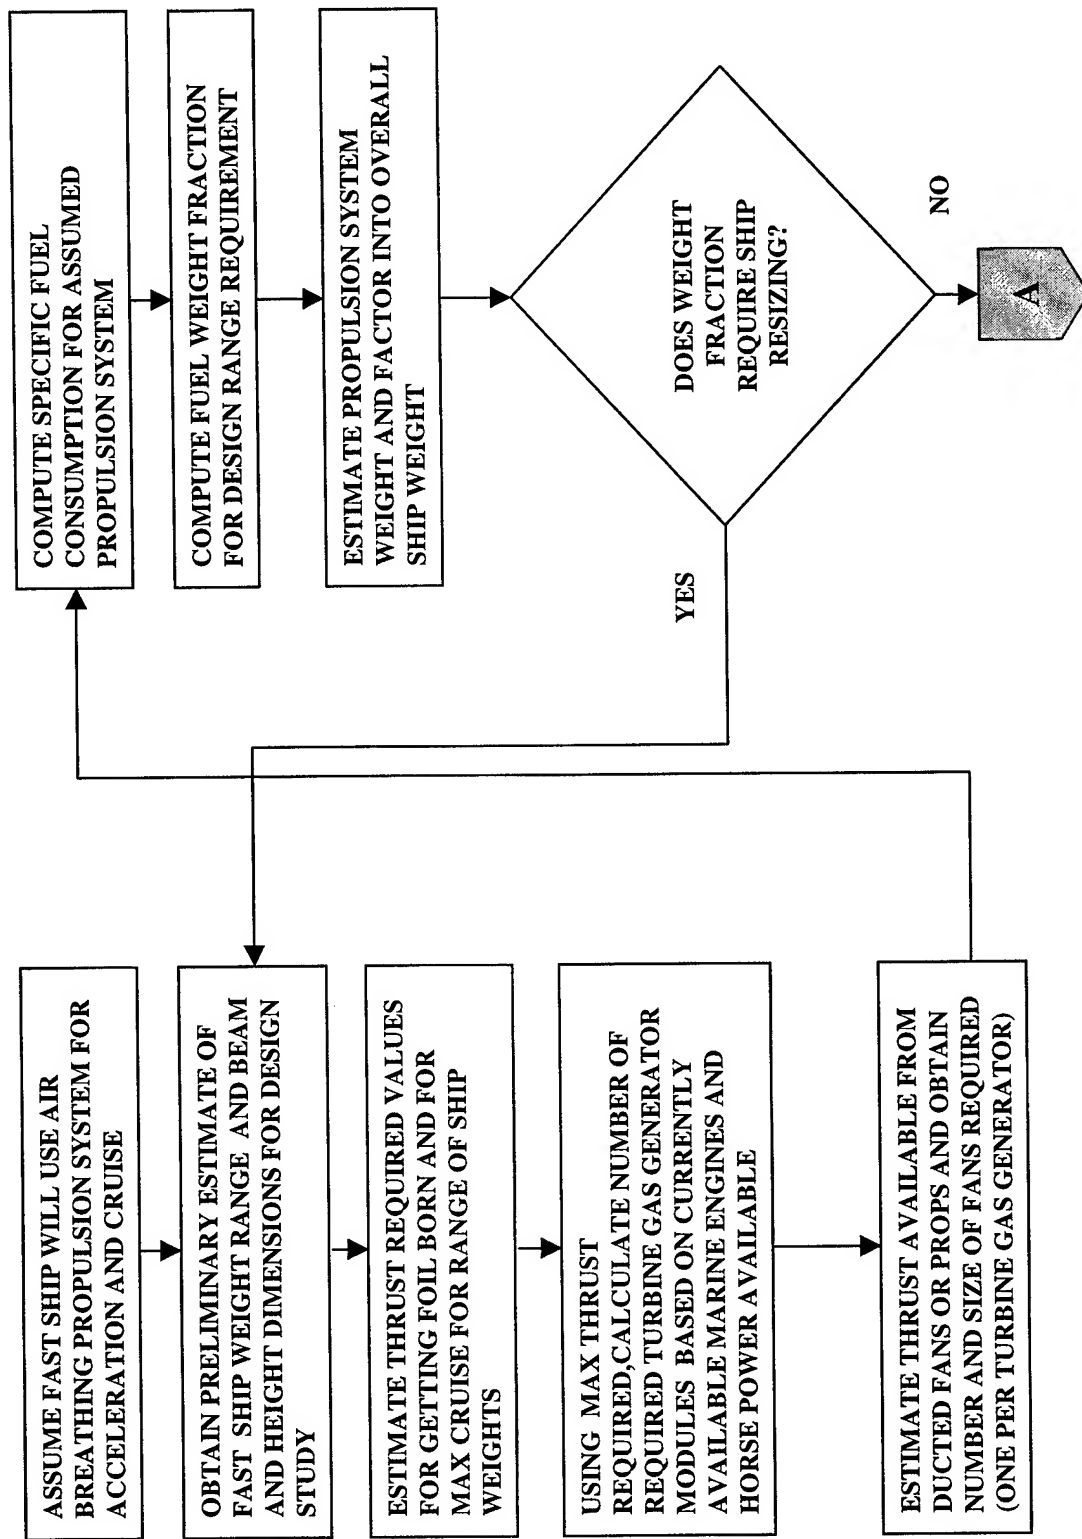 ASSUME FAST SHIP WILL USE AIR
BREATHING PROPULSION SYSTEM FOR
ACCELERATION AND CRUISE
OBTAIN PRELIMINARY ESTIMATE OF
FAST SHIP WEIGHT RANGE AND BEAM
AND HEIGHT DIMENSIONS FOR DESIGN
STUDY
ESTIMATE THRUST REQUIRED VALUES
FOR GETTING FOIL BORN AND FOR
MAX CRUISE FOR RANGE OF SHIP
WEIGHTS
USING MAX THRUST
REQUIRED,CALCULATE NUMBER OF
REQUIRED TURBINE GAS GENERATOR
MODULES BASED ON CURRENTLY
AVAILABLE MARINE ENGINES AND
HORSE POWER AVAILABLE
ESTIMATE THRUST AVAILABLE FROM
DUCTED FANS OR PROPS AND OBTAIN
NUMBER AND SIZE OF FANS REQUIRED
(ONE PER TURBINE GAS GENERATOR)
COMPUTE SPECIFIC FUEL
CONSUMPTION FOR ASSUMED
PROPULSION SYSTEM
COMPUTE FUEL WEIGHT FRACTION
FOR DESIGN RANGE REQUIREMENT
ESTIMATE PROPULSION SYSTEM
WEIGHT AND FACTOR INTO OVERALL
SHIP WEIGHT
DOES WEIGHT
FRACTION
REQUIRE SHIP
RESIZING?
YES
NO
A